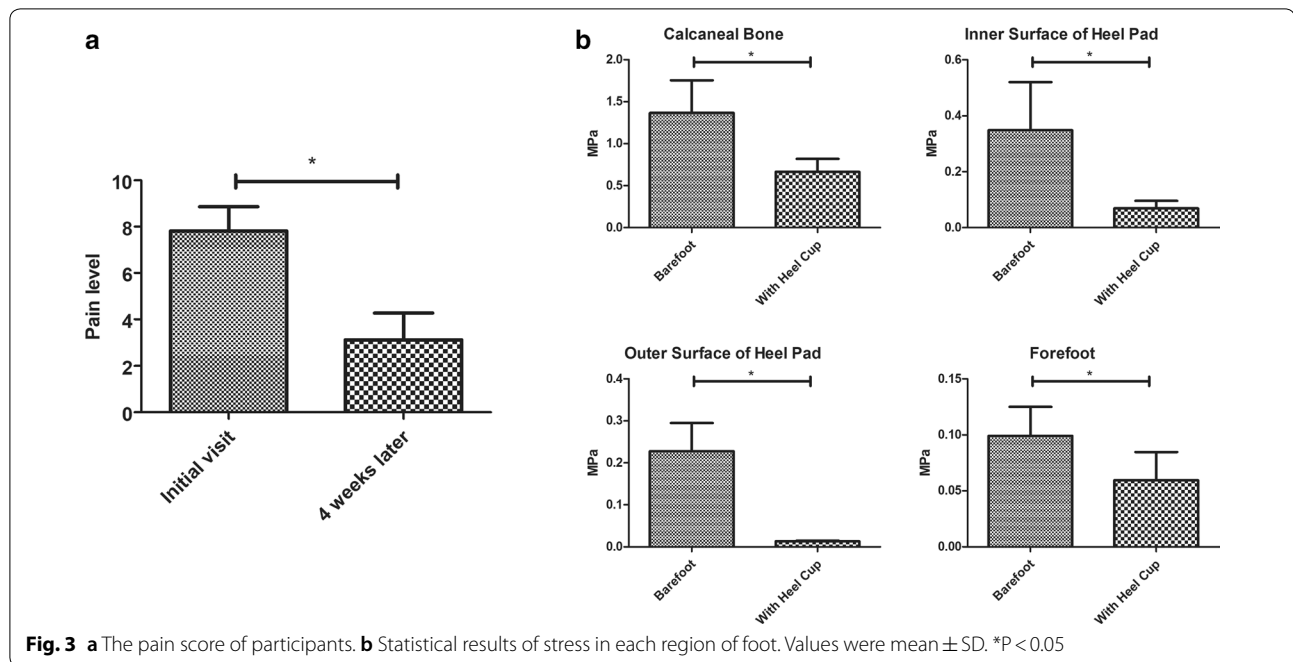 a
*
10
8
6
4
2
0
Pain level
Initial visit
4 weeks later
b
Calcaneal Bone
*
2.0
1.5
1.0
0.5
0.0
MPa
Barefoot
With Heel Cup
Inner Surface of Heel Pad
*
0.6
0.4
0.2
0.0
MPa
Barefoot
With Heel Cup
Outer Surface of Heel Pad
*
0.4
0.3
0.2
0.1
0.0
MPa
Barefoot
With Heel Cup
Forefoot
*
0.15
0.10
0.05
0.00
MPa
Barefoot
With Heel Cup
Fig. 3 a The pain score of participants. b Statistical results of stress in each region of foot. Values were mean ± SD. *P < 0.05